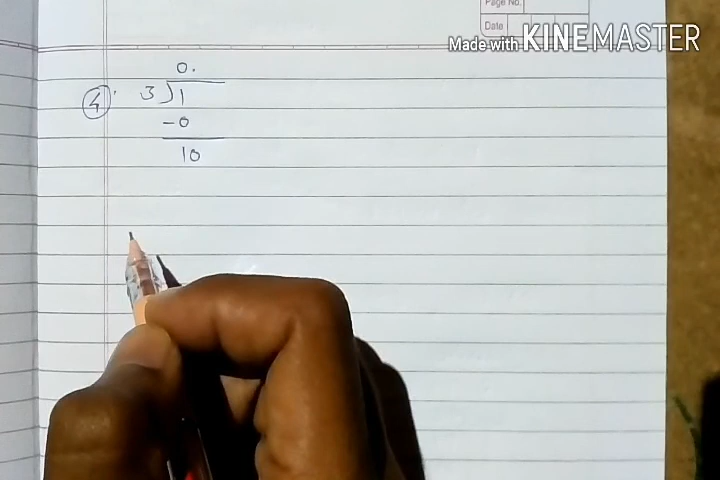 Page No.
Date
Made with KINEMASTER
0.
④. 3)1
-0
10